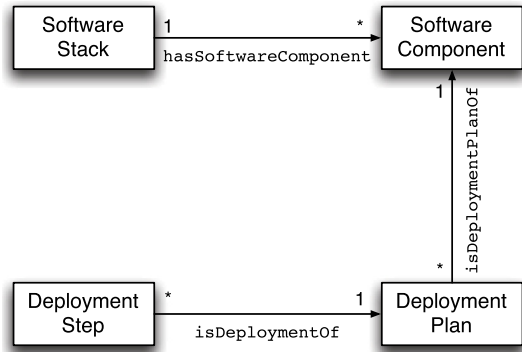 Software
Stack
1
*
hasSoftwareComponent
Software
Component
1
isDeploymentPlanOf
*
Deployment
Step
*
1
isDeploymentOf
Deployment
Plan